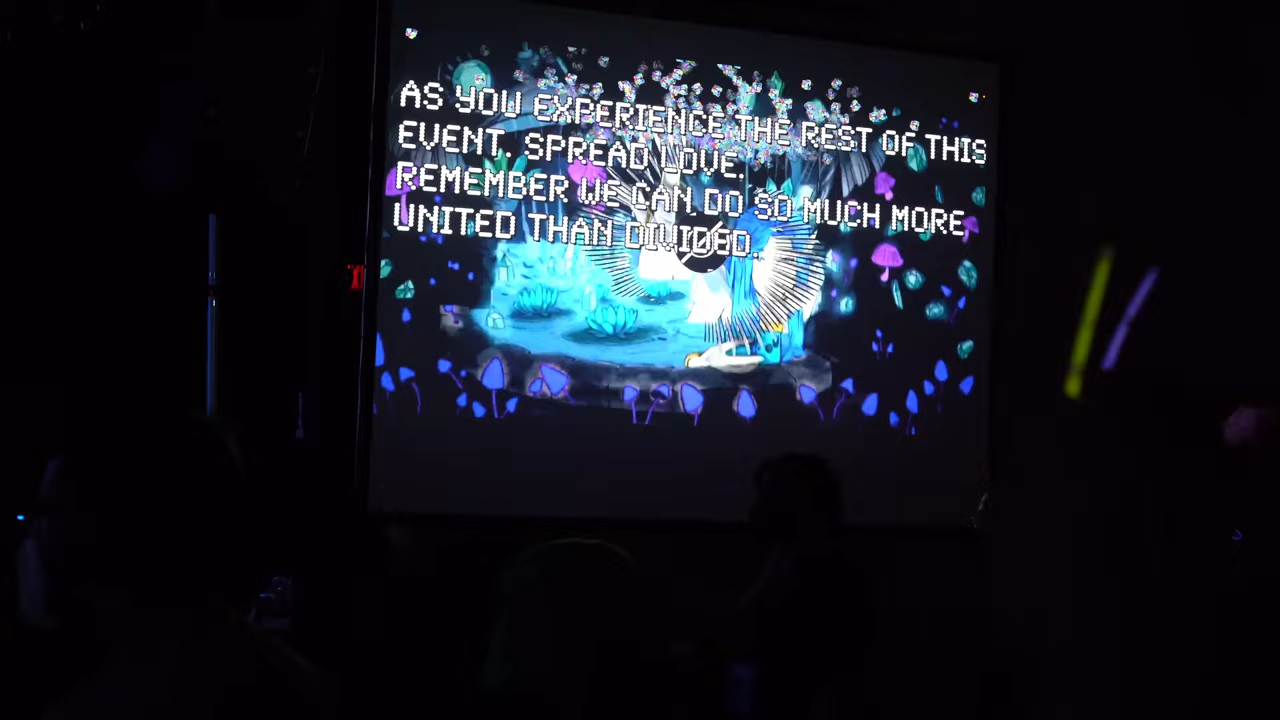 AS YOU EXPERIENCE THE REST OF THIS
EVENT. SPREAD LOVE.
REMEMBER WE CAN DO SO MUCH MORE
UNITED THAN DIVIDED.